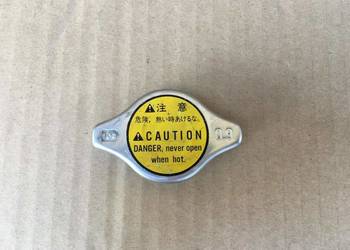 ⚠注 意
危険，熱い時あけるな。
⚠CAUTION
DANGER, never open
when hot.